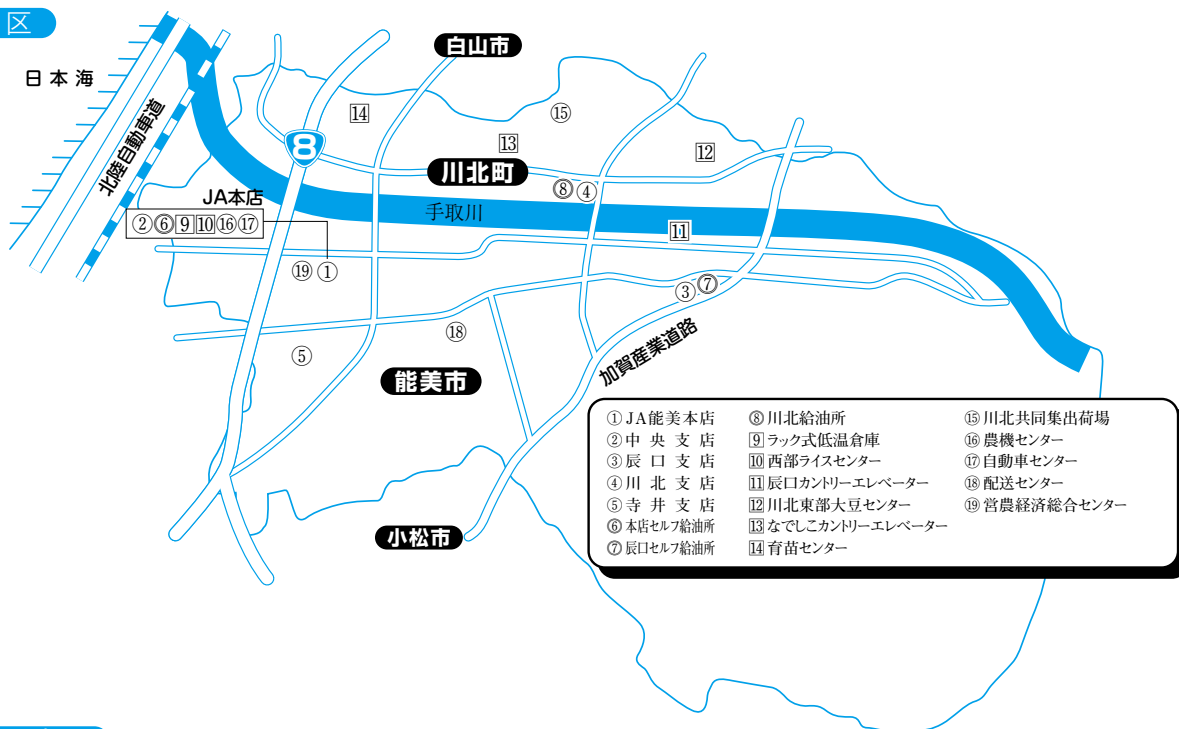 区
白山市
日本海
14
15
北陸自動車道
8
13
12
川北町
JA本店
⑧④
手取川
②⑥9 10⑯⑰
11
⑲①
③⑦
⑱
加賀産業道路
⑤
能美市
小松市
①JA能美本店
②中央支店
③辰口支店
④川北支店
⑤寺井支店
⑥本店セルフ給油所
⑦辰口セルフ給油所
⑧川北給油所
9ラック式低温倉庫
10西部ライスセンター
11辰口カントリーエレベーター
12川北東部大豆センター
13なでしこカントリーエレベーター
14育苗センター
⑮川北共同集出荷場
⑯農機センター
⑰自動車センター
⑱配送センター
⑲営農経済総合センター